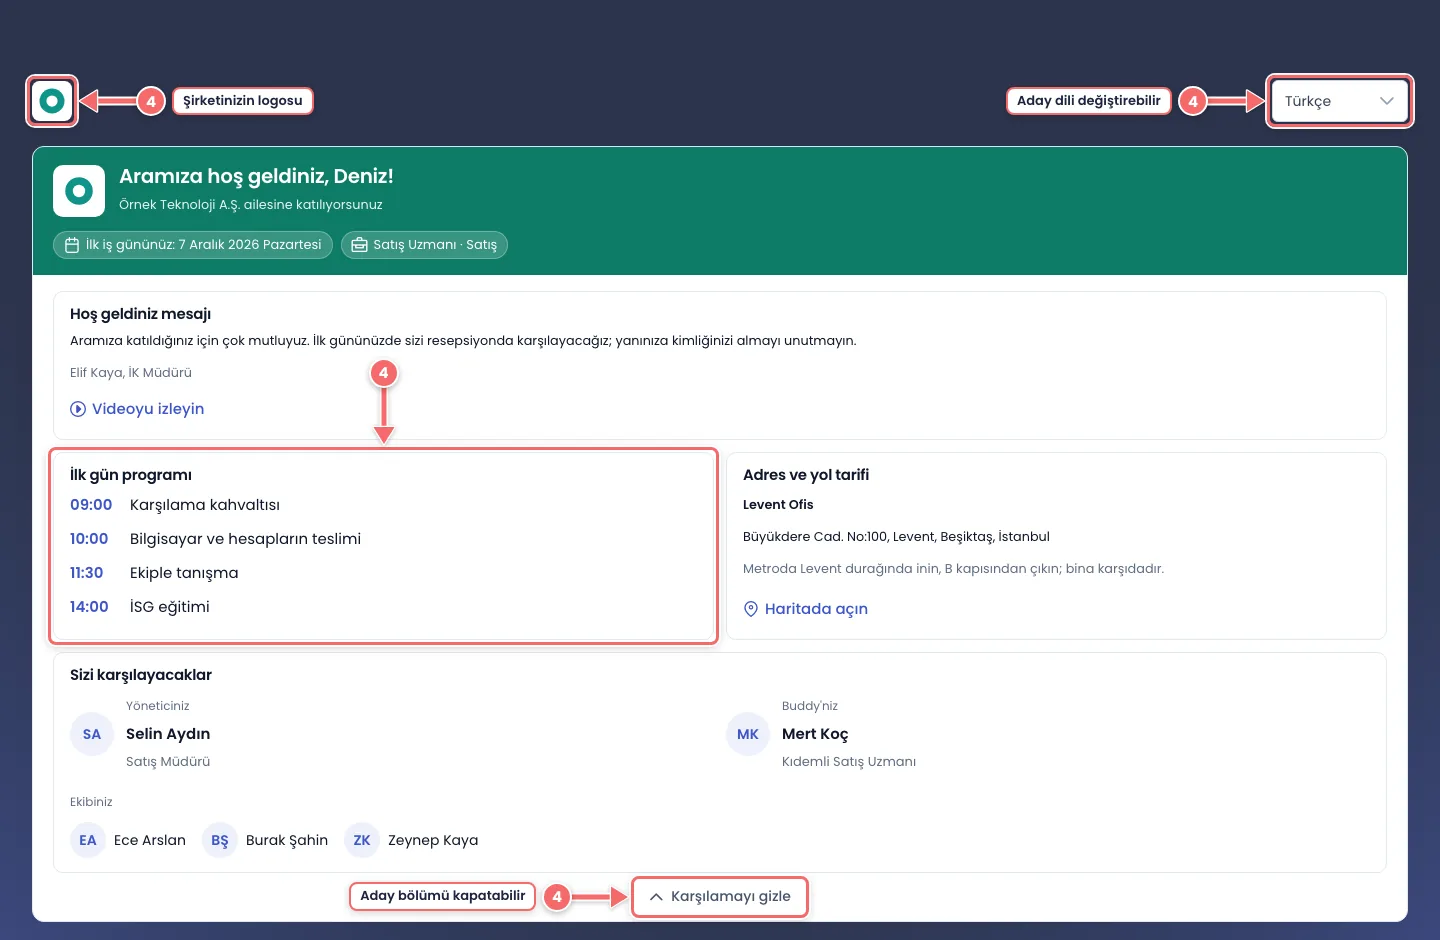 4
Şirketinizin logosu
Aday dili değiştirebilir
4
Türkçe
Aramıza hoş geldiniz, Deniz!
Örnek Teknoloji A.Ş. ailesine katılıyorsunuz
İlk iş gününüz: 7 Aralık 2026 Pazartesi
Satış Uzmanı · Satış
Hoş geldiniz mesajı
Aramıza katıldığınız için çok mutluyuz. İlk gününüzde sizi resepsiyonda karşılayacağız; yanınıza kimliğinizi almayı unutmayın.
Elif Kaya, İK Müdürü
4
Videoyu izleyin
İlk gün programı
09:00 Karşılama kahvaltısı
10:00 Bilgisayar ve hesapların teslimi
11:30 Ekiple tanışma
14:00 İSG eğitimi
Adres ve yol tarifi
Levent Ofis
Büyükdere Cad. No:100, Levent, Beşiktaş, İstanbul
Metroda Levent durağında inin, B kapısından çıkın; bina karşıdadır.
Haritada açın
Sizi karşılayacaklar
Yöneticiniz
SA
Selin Aydın
Satış Müdürü
Buddy'niz
MK
Mert Koç
Kıdemli Satış Uzmanı
Ekibiniz
EA Ece Arslan
BŞ Burak Şahin
ZK Zeynep Kaya
Aday bölümü kapatabilir
4
Karşılamayı gizle